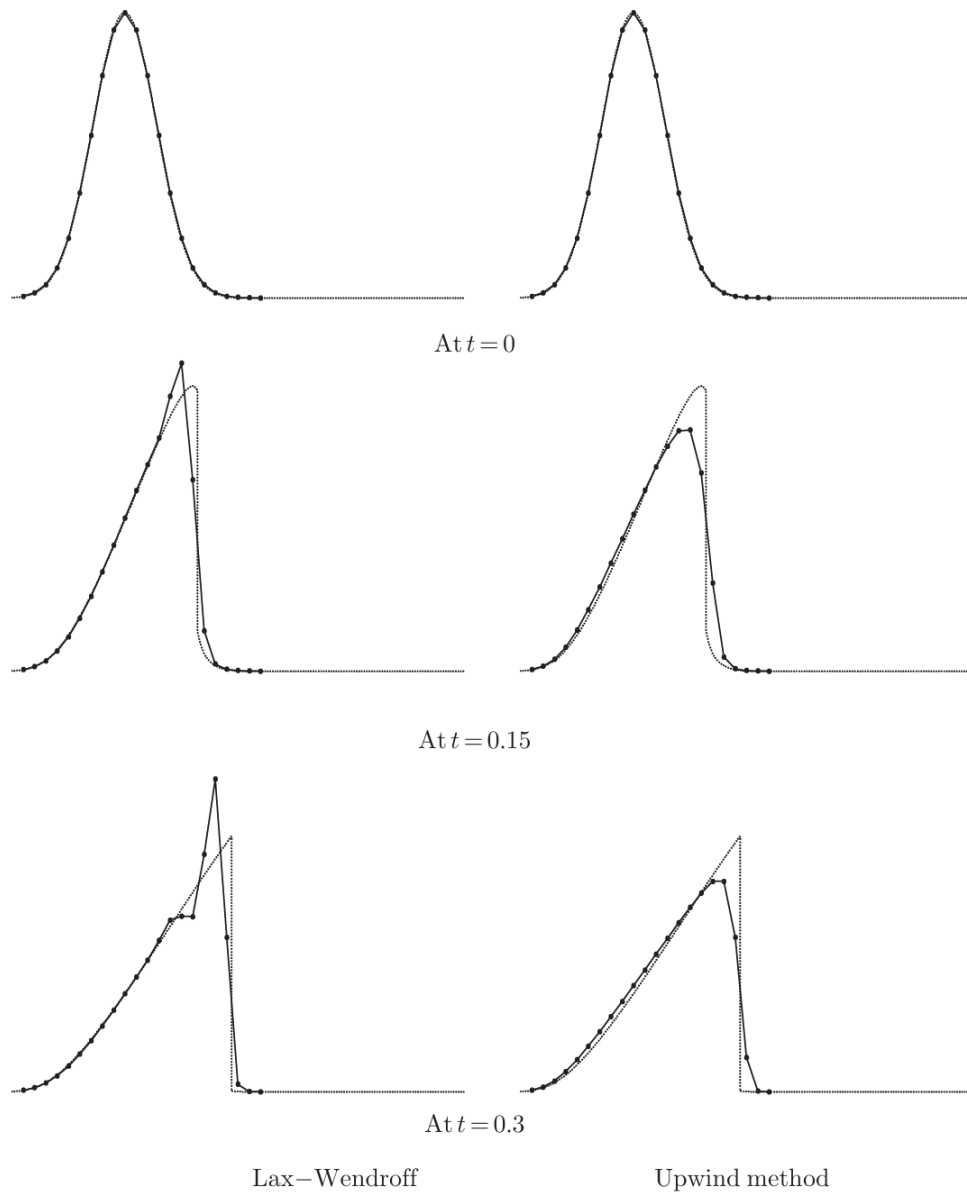 At t = 0
At t = 0.15
At t = 0.3
Lax−Wendroff
Upwind method